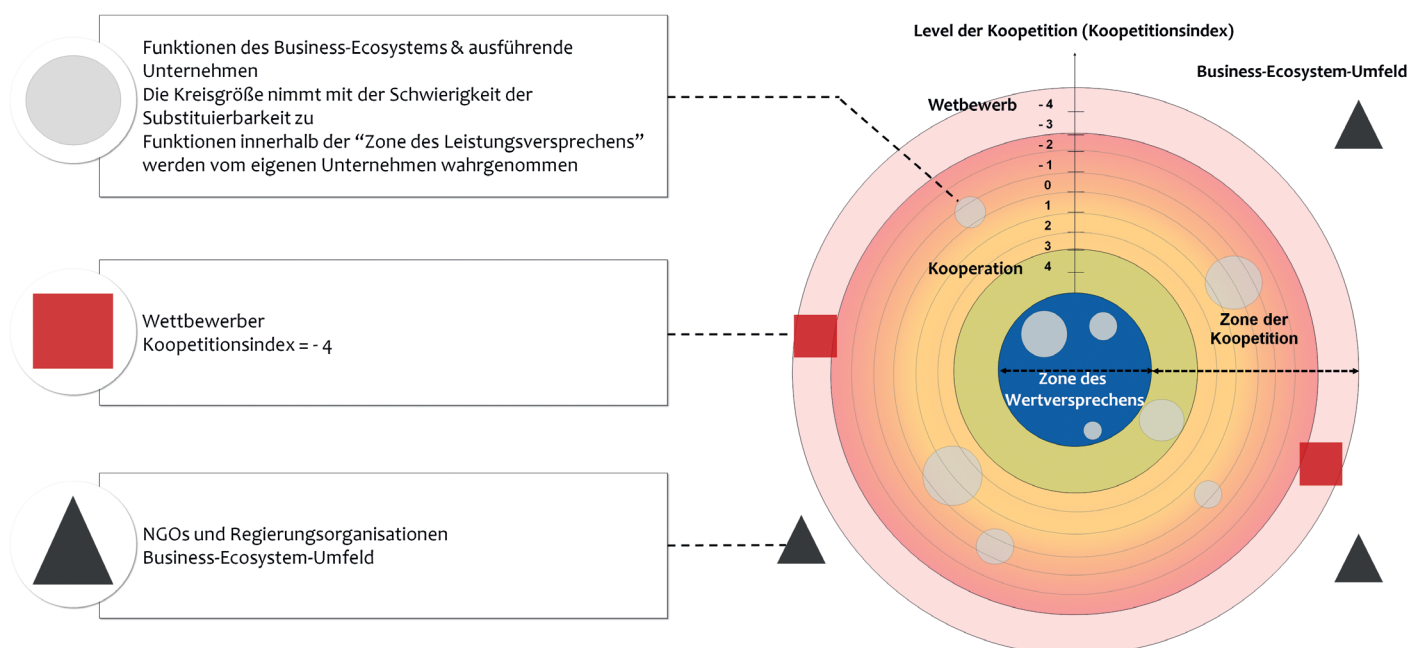 Funktionen des Business-Ecosystems & ausführende
Unternehmen
Die Kreisgröße nimmt mit der Schwierigkeit der
Substituierbarkeit zu
Funktionen innerhalb der “Zone des Leistungsversprechens”
werden vom eigenen Unternehmen wahrgenommen
Wettbewerber
Koopetitionsindex = - 4
NGOs und Regierungsorganisationen
Business-Ecosystem-Umfeld
Level der Koopetition (Koopetitionsindex)
Business-Ecosystem-Umfeld
Wetbewerb
- 4
- 3
- 2
- 1
0
1
2
3
4
Kooperation
Zone der
Koopetition
Zone des
Wertversprechens